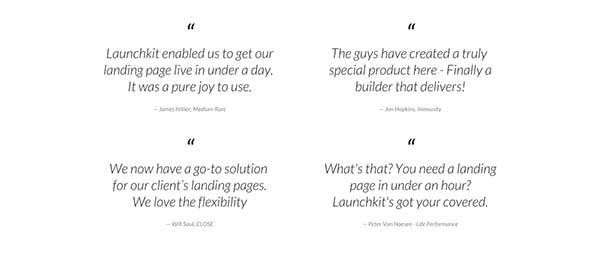 “
Launchkit enabled us to get our
landing page live in under a day.
It was a pure joy to use.
— James Hillier, Medium Rare
“
The guys have created a truly
special product here - Finally a
builder that delivers!
— Jon Hopkins, Immunity
“
We now have a go-to solution
for our client’s landing pages.
We love the flexibility
— Will Saul, CLOSE
“
What's that? You need a landing
page in under an hour?
Launchkit's got your covered.
— Peter Van Hoesen - Life Performance